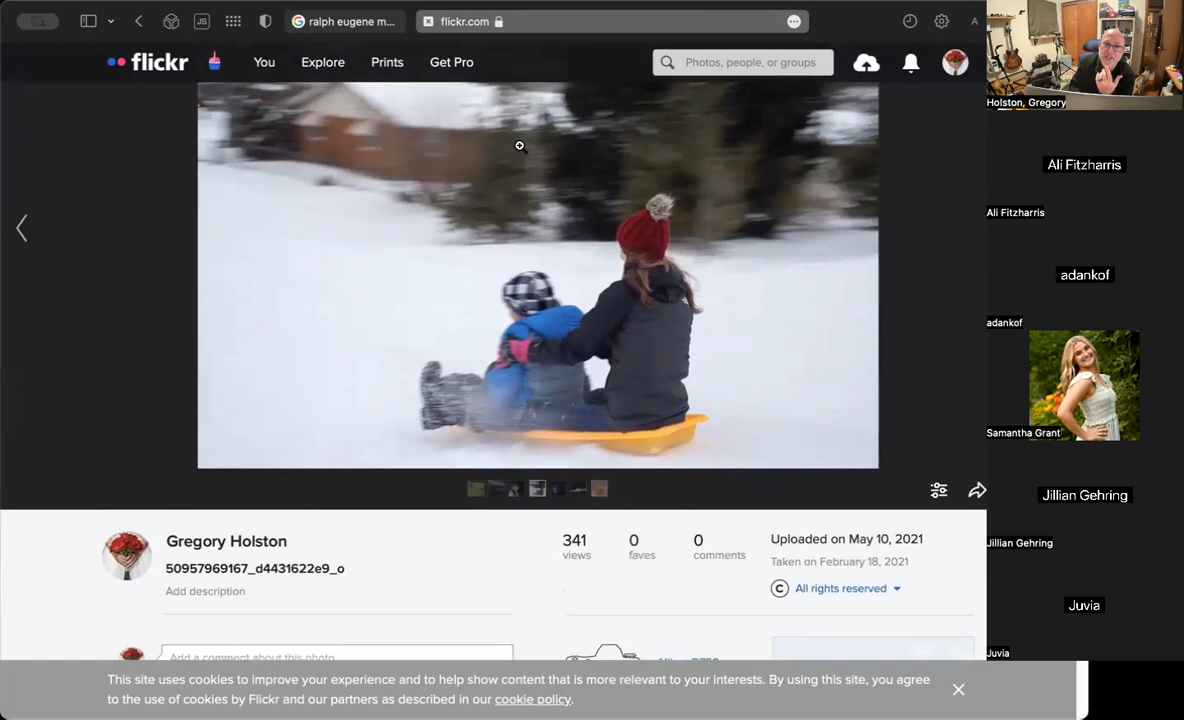 JS
ralph eugene m...
flickr.com
A
flickr
You
Explore
Prints
Get Pro
Photos, people, or groups
Holston, Gregory
Ali Fitzharris
Ali Fitzharris
adankof
adankof
Samantha Grant
Jillian Gehring
Jillian Gehring
Juvia
Juvia
Gregory Holston
50957969167_d4431622e9_o
Add description
341
views
0
faves
0
comments
Uploaded on May 10, 2021
Taken on February 18, 2021
All rights reserved
Add a comment about this photo
This site uses cookies to improve your experience and to help show content that is more relevant to your interests. By using this site, you agree
to the use of cookies by Flickr and our partners as described in our cookie policy.